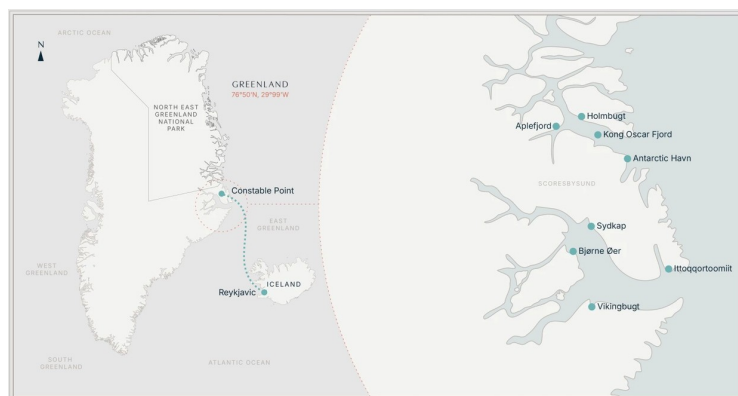 ARCTIC OCEAN
N
GREENLAND
76°50'N, 28°99'W
NORTH EAST
GREENLAND
NATIONAL
PARK
Constable Point
EAST
GREENLAND
WEST
GREENLAND
ICELAND
Reykjavic
SOUTH
GREENLAND
ATLANTIC OCEAN
Holmbugt
Aplefjord
Kong Oscar Fjord
Antarctic Havn
SCORESBYSUND
Sydkap
Bjørne Øer
Ittoqqortoormiit
Vikingbugt